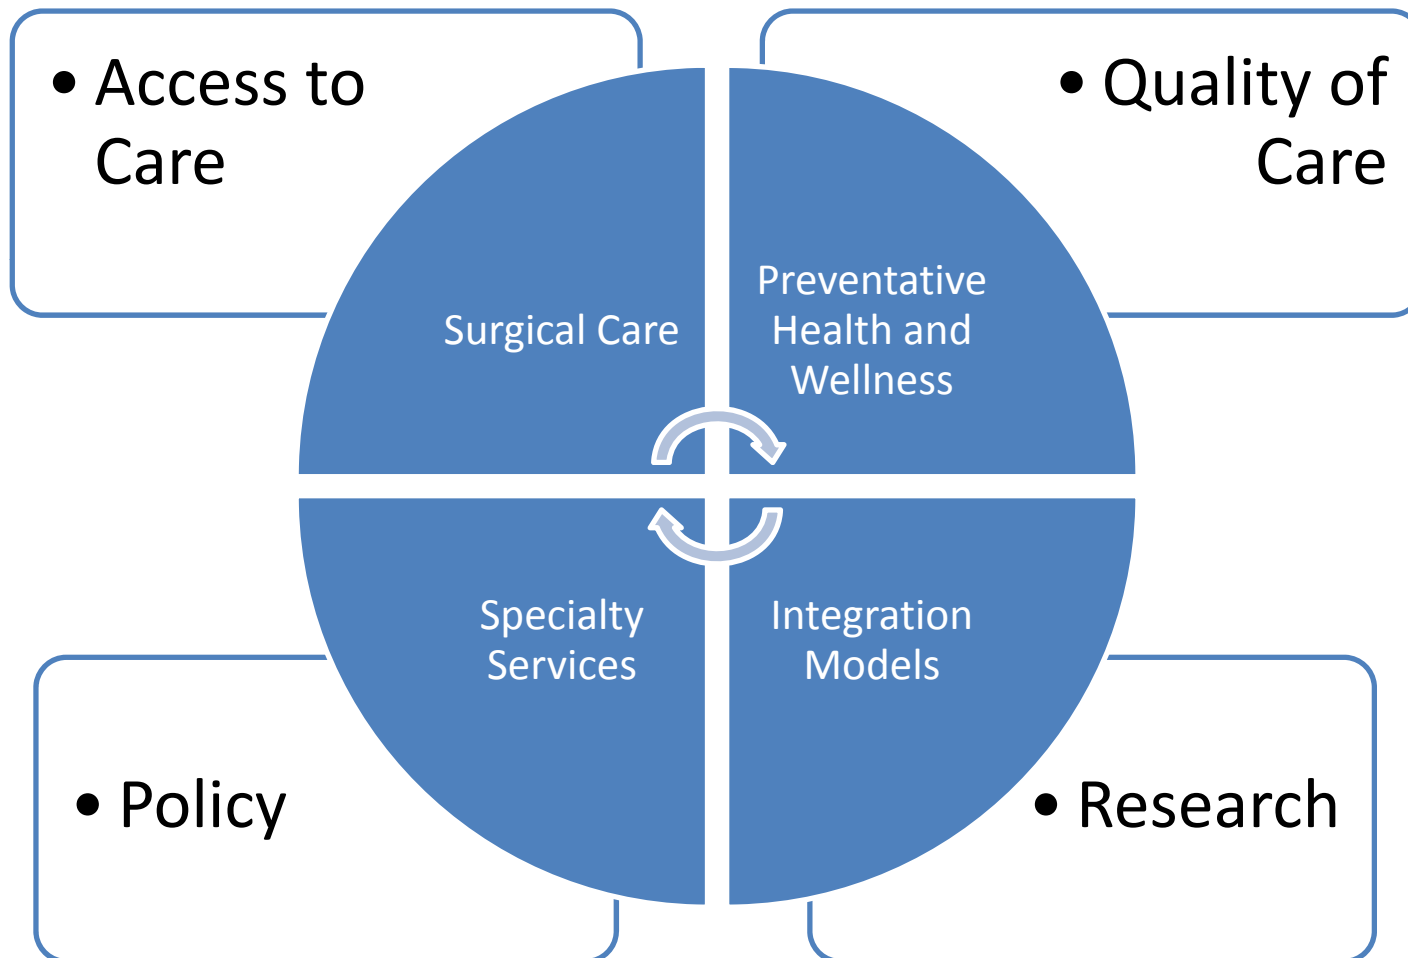 • Access to
Care
• Quality of
Care
Surgical Care
Preventative
Health and
Wellness
Specialty
Services
Integration
Models
• Policy
• Research